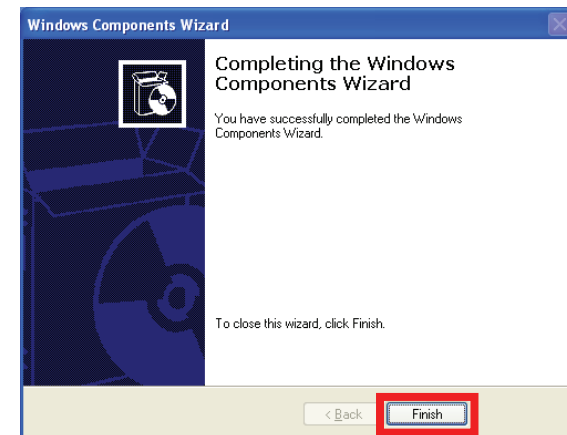 Windows Components Wizard
Completing the Windows
Components Wizard
You have successfully completed the Windows
Components Wizard.
To close this wizard, click Finish.
< Back
Finish